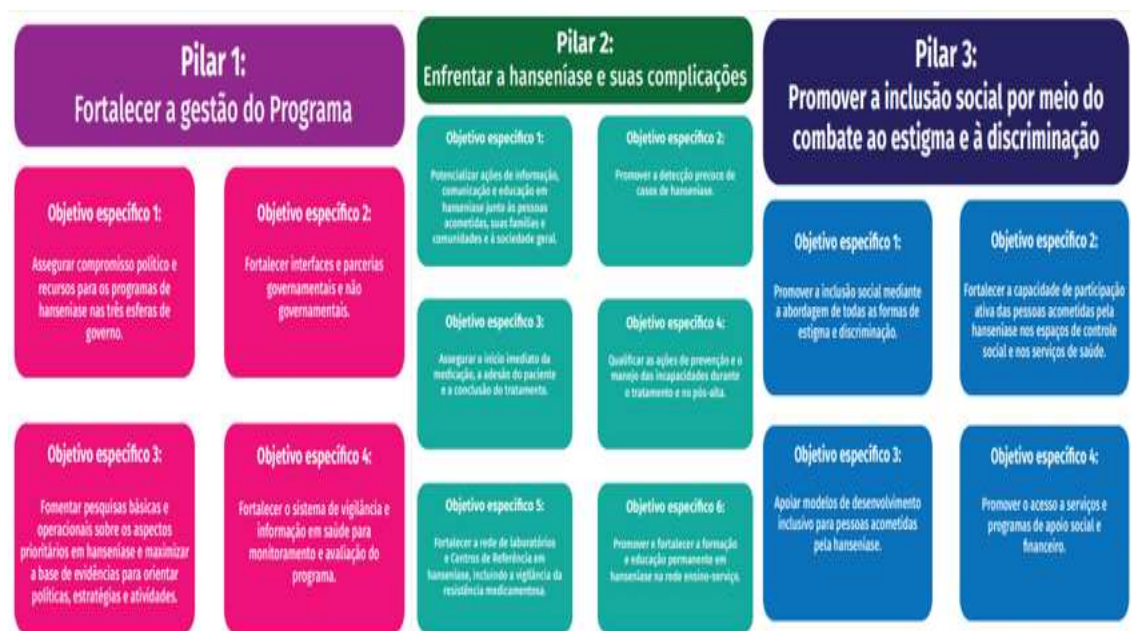 Pilar 1:
Fortalecer a gestão do Programa
Objetivo específico 1:
Assegurar compromisso político e
recursos para os programas de
hanseníase nas três esferas de
governo.
Objetivo específico 2:
Fortalecer interfaces e parcerias
governamentais e não
governamentais.
Objetivo específico 3:
Fomentar pesquisas básicas e
operacionais sobre os aspectos
prioritários em hanseníase e maximizar
a base de evidências para orientar
políticas, estratégias e atividades.
Objetivo específico 4:
Fortalecer o sistema de vigilância e
informação em saúde para
monitoramento e avaliação do
programa.
Pilar 2:
Enfrentar a hanseníase e suas complicações
Objetivo específico 1:
Potencializar ações de informação,
comunicação e educação em
hanseníase junto às pessoas
acometidas, suas famílias e
comunidades e à sociedade geral.
Objetivo específico 2:
Promover a detecção precoce de
casos de hanseníase.
Objetivo específico 3:
Assegurar o início imediato da
medicação, a adesão do paciente
e a conclusão do tratamento.
Objetivo específico 4:
Qualificar as ações de prevenção e o
manejo das incapacidades durante
o tratamento e no pós-alta.
Objetivo específico 5:
Fortalecer a rede de laboratórios
e Centros de Referência em
hanseníase, incluindo a vigilância da
resistência medicamentosa.
Objetivo específico 6:
Promover e fortalecer a formação
e educação permanente em
hanseníase na rede ensino-serviço.
Pilar 3:
Promover a inclusão social por meio do
combate ao estigma e à discriminação
Objetivo específico 1:
Promover a inclusão social mediante
a abordagem de todas as formas de
estigma e discriminação.
Objetivo específico 2:
Fortalecer a capacidade de participação
ativa das pessoas acometidas pela
hanseníase nos espaços de controle
social e nos serviços de saúde.
Objetivo específico 3:
Apoiar modelos de desenvolvimento
inclusivo para pessoas acometidas
pela hanseníase.
Objetivo específico 4:
Promover o acesso a serviços e
programas de apoio social e
financeiro.